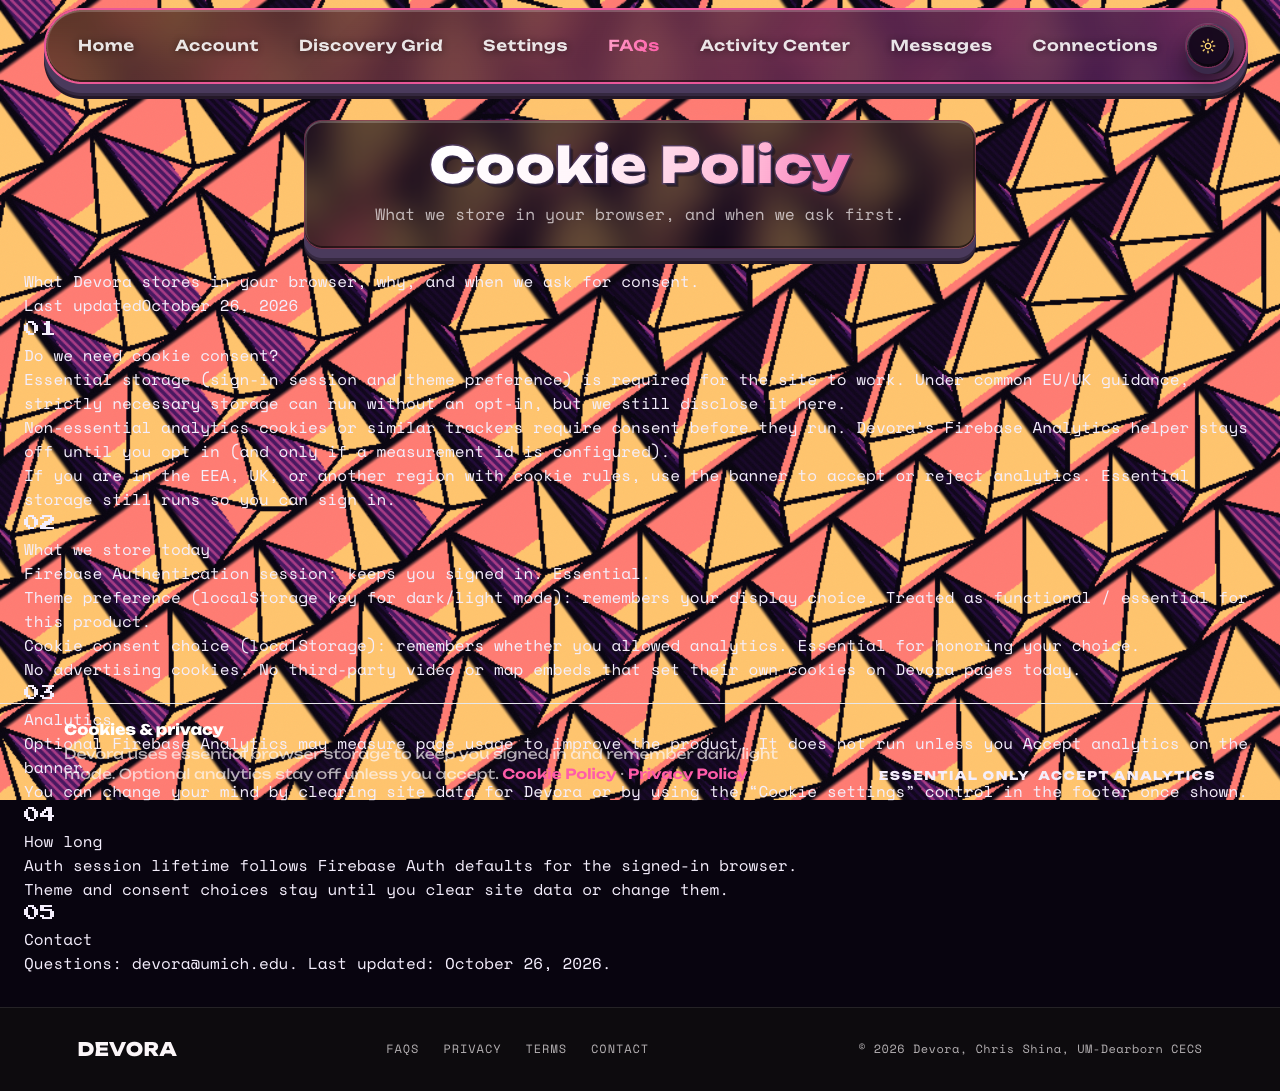 Home Account Discovery Grid Settings FAQs Activity Center Messages Connections
Cookie Policy
What we store in your browser, and when we ask first.
What Devora stores in your browser, why, and when we ask for consent.
Last updatedOctober 26, 2026
01
Do we need cookie consent?
Essential storage (sign-in session and theme preference) is required for the site to work. Under common EU/UK guidance,
strictly necessary storage can run without an opt-in, but we still disclose it here.
Non-essential analytics cookies or similar trackers require consent before they run. Devora's Firebase Analytics helper stays
off until you opt in (and only if a measurement id is configured).
If you are in the EEA, UK, or another region with cookie rules, use the banner to accept or reject analytics. Essential
storage still runs so you can sign in.
02
What we store today
Firebase Authentication session: keeps you signed in. Essential.
Theme preference (localStorage key for dark/light mode): remembers your display choice. Treated as functional / essential for
this product.
Cookie consent choice (localStorage): remembers whether you allowed analytics. Essential for honoring your choice.
No advertising cookies. No third-party video or map embeds that set their own cookies on Devora pages today.
03
Analytics
Cookies & privacy
Optional Firebase Analytics may measure page usage to improve the product. It does not run unless you Accept analytics on the
banner.
Devora uses essential browser storage to keep you signed in and remember dark/light
mode. Optional analytics stay off unless you accept. Cookie Policy · Privacy Policy
ESSENTIAL ONLY ACCEPT ANALYTICS
You can change your mind by clearing site data for Devora or by using the “Cookie settings” control in the footer once shown.
04
How long
Auth session lifetime follows Firebase Auth defaults for the signed-in browser.
Theme and consent choices stay until you clear site data or change them.
05
Contact
Questions: devora@umich.edu. Last updated: October 26, 2026.
DEVORA FAQS PRIVACY TERMS CONTACT © 2026 Devora, Chris Shina, UM-Dearborn CECS